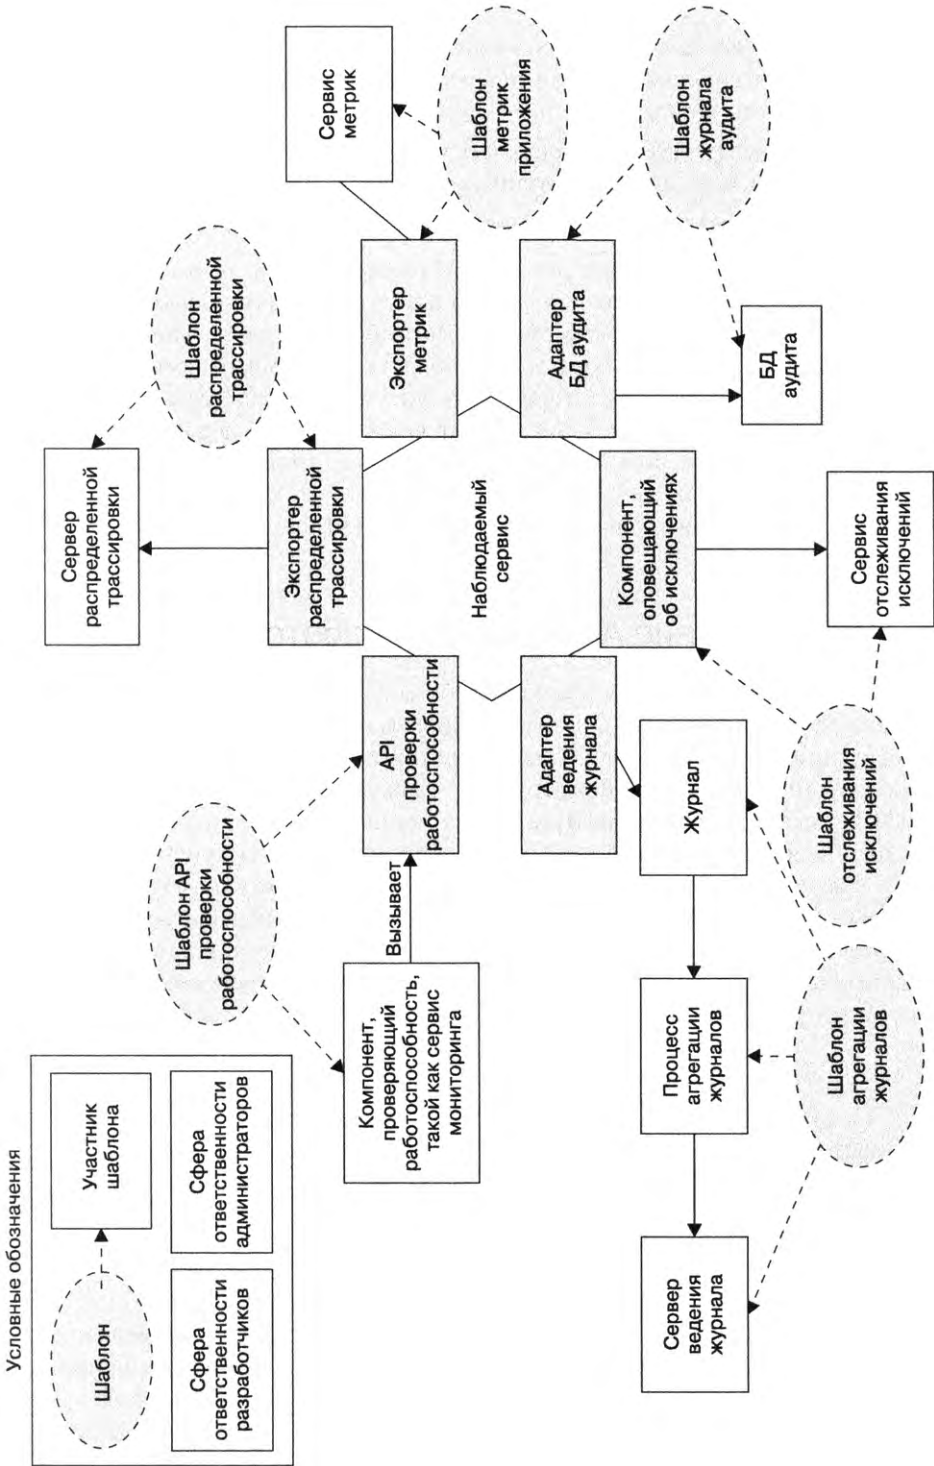 Условные обозначения
Шаблон
Участник
шаблона
Сфера
ответственности
разработчиков
Сфера
ответственности
администраторов
Шаблон API
проверки
работоспособности
Компонент,
проверяющий
работоспособность,
такой как сервис
мониторинга
Вызывает
API
проверки
работоспособности
Сервер
распределенной
трассировки
Шаблон
распределенной
трассировки
Экспортер
распределенной
трассировки
Сервис
метрик
Экспортер
метрик
Шаблон
метрик
приложения
Наблюдаемый
сервис
Адаптер
ведения
журнала
Компонент,
оповещающий
об исключениях
Адаптер
БД аудита
Шаблон
журнала
аудита
БД
аудита
Сервер
ведения
журнала
Процесс
агрегации
журналов
Журнал
Шаблон
агрегации
журналов
Шаблон
отслеживания
исключений
Сервис
отслеживания
исключений